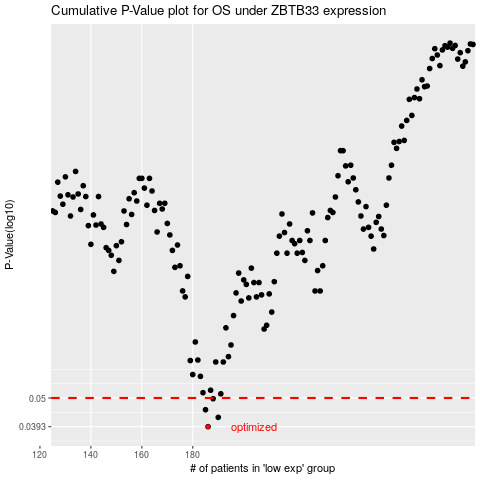 Cumulative P-Value plot for OS under ZBTB33 expression
P-Value(log10)
0.05
0.0393
optimized
120 140 160 180
# of patients in 'low exp' group